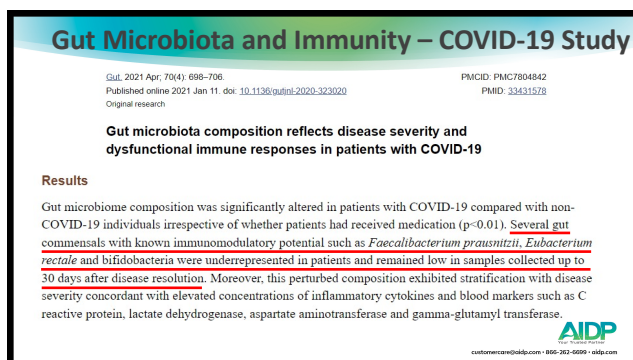 Gut Microbiota and Immunity – COVID-19 Study
Gut. 2021 Apr; 70(4): 698–706.
PMCID: PMC7804842
Published online 2021 Jan 11. doi: 10.1136/gutjnl-2020-323020
PMID: 33431578
Original research
Gut microbiota composition reflects disease severity and
dysfunctional immune responses in patients with COVID-19
Results
Gut microbiome composition was significantly altered in patients with COVID-19 compared with non-
COVID-19 individuals irrespective of whether patients had received medication (p<0.01). Several gut
commensals with known immunomodulatory potential such as Faecalibacterium prausnitzii, Eubacterium
rectale and bifidobacteria were underrepresented in patients and remained low in samples collected up to
30 days after disease resolution. Moreover, this perturbed composition exhibited stratification with disease
severity concordant with elevated concentrations of inflammatory cytokines and blood markers such as C
reactive protein, lactate dehydrogenase, aspartate aminotransferase and gamma-glutamyl transferase.
AIDP
Your Trusted Partner
customercare@aidp.com • 866-262-6699 • aidp.com